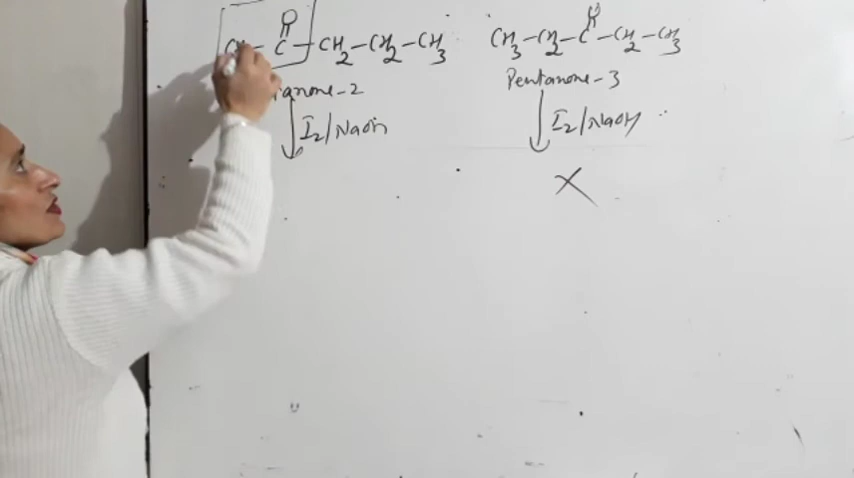 O O
C – CH2 – CH2 – CH3 CH3 – CH2 – C – CH2 – CH3
anone-2 Pentanone-3
I2/NaOH I2/NaOH
X